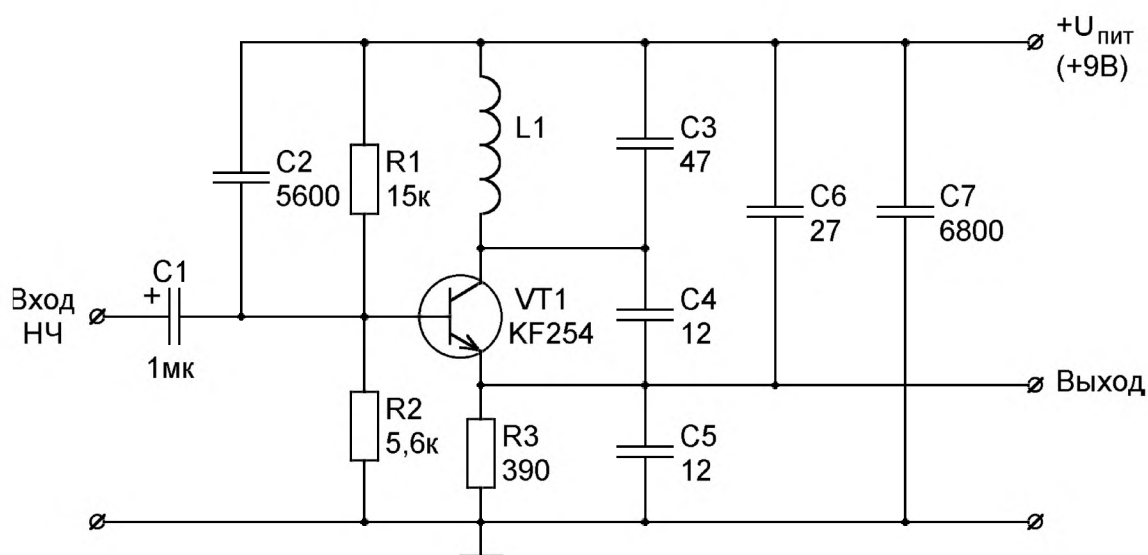 +Uпит
(+9В)
C2
5600
R1
15к
L1
C3
47
C6
27
C7
6800
C1
+
1мк
Вход
НЧ
VT1
KF254
C4
12
Выход
R2
5,6к
R3
390
C5
12